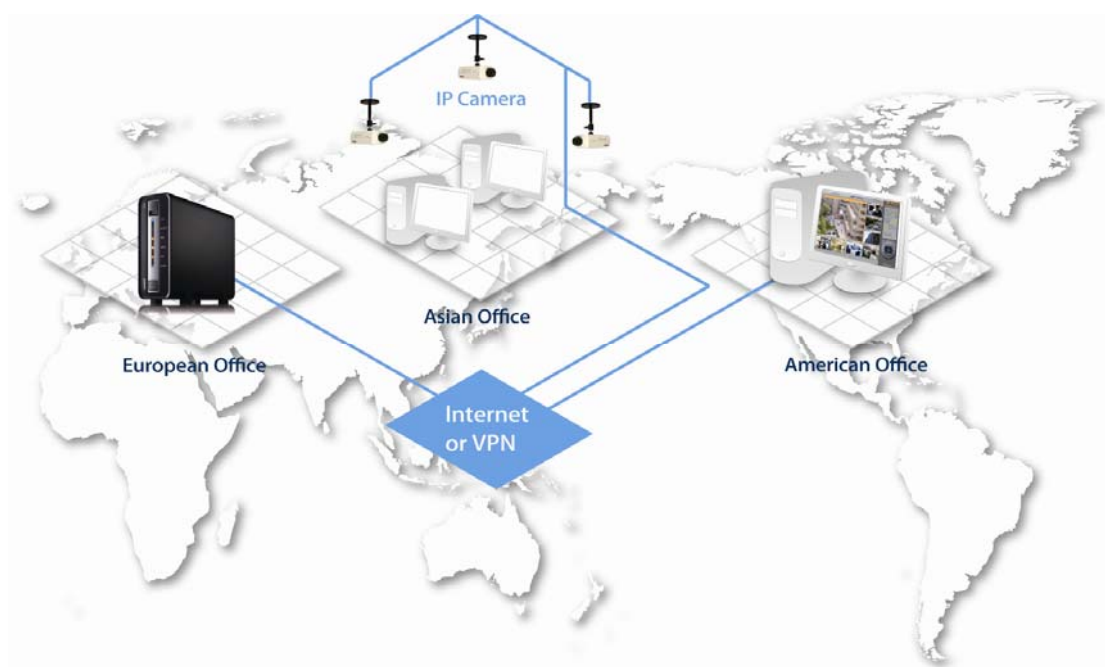 IP Camera
Asian Office
European Office
American Office
Internet
or VPN